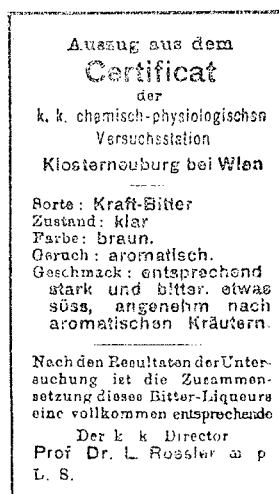 Auszug aus dem
Certificat
der
k. k. chemisch-physiologischen
Versuchsstation
Klosterneuburg bei Wien
Sorte: Kraft-Bitter
Zustand: klar
Farbe: braun.
Geruch: aromatisch.
Geschmack: entsprechend
stark und bitter. etwas
süss, angenehm nach
aromatischen Kräutern.
Nach den Resultaten der Unter-
suchung ist die Zusammen-
setzung dieses Bitter-Liqueurs
eine vollkommen entsprechende
Der k k Director
Prof Dr. L. Roesler m p
L. S.